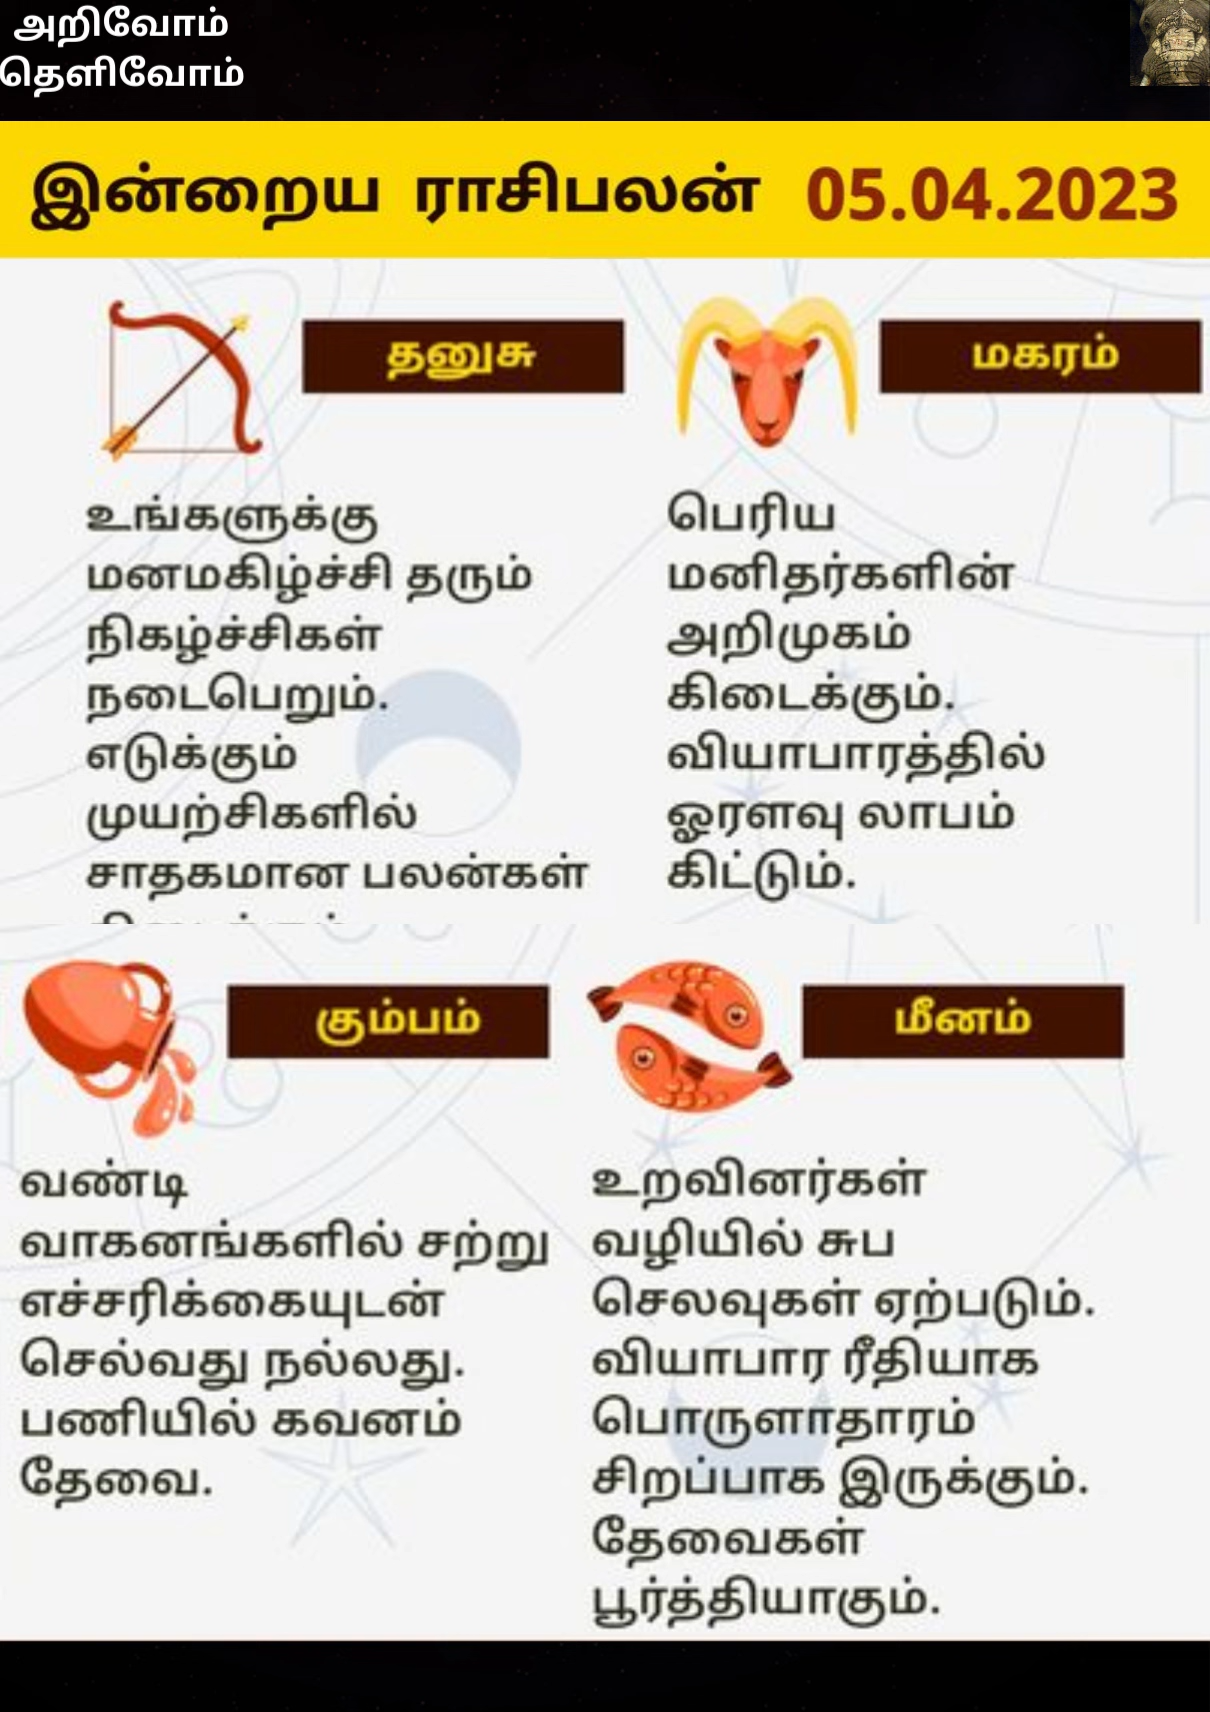 அறிவோம்
தெளிவோம்
இன்றைய ராசிபலன் 05.04.2023
தனுசு
உங்களுக்கு
மனமகிழ்ச்சி தரும்
நிகழ்ச்சிகள்
நடைபெறும்.
எடுக்கும்
முயற்சிகளில்
சாதகமான பலன்கள்
மகரம்
பெரிய
மனிதர்களின்
அறிமுகம்
கிடைக்கும்.
வியாபாரத்தில்
ஓரளவு லாபம்
கிட்டும்.
கும்பம்
வண்டி
வாகனங்களில் சற்று
எச்சரிக்கையுடன்
செல்வது நல்லது.
பணியில் கவனம்
தேவை.
மீனம்
உறவினர்கள்
வழியில் சுப
செலவுகள் ஏற்படும்.
வியாபார ரீதியாக
பொருளாதாரம்
சிறப்பாக இருக்கும்.
தேவைகள்
பூர்த்தியாகும்.